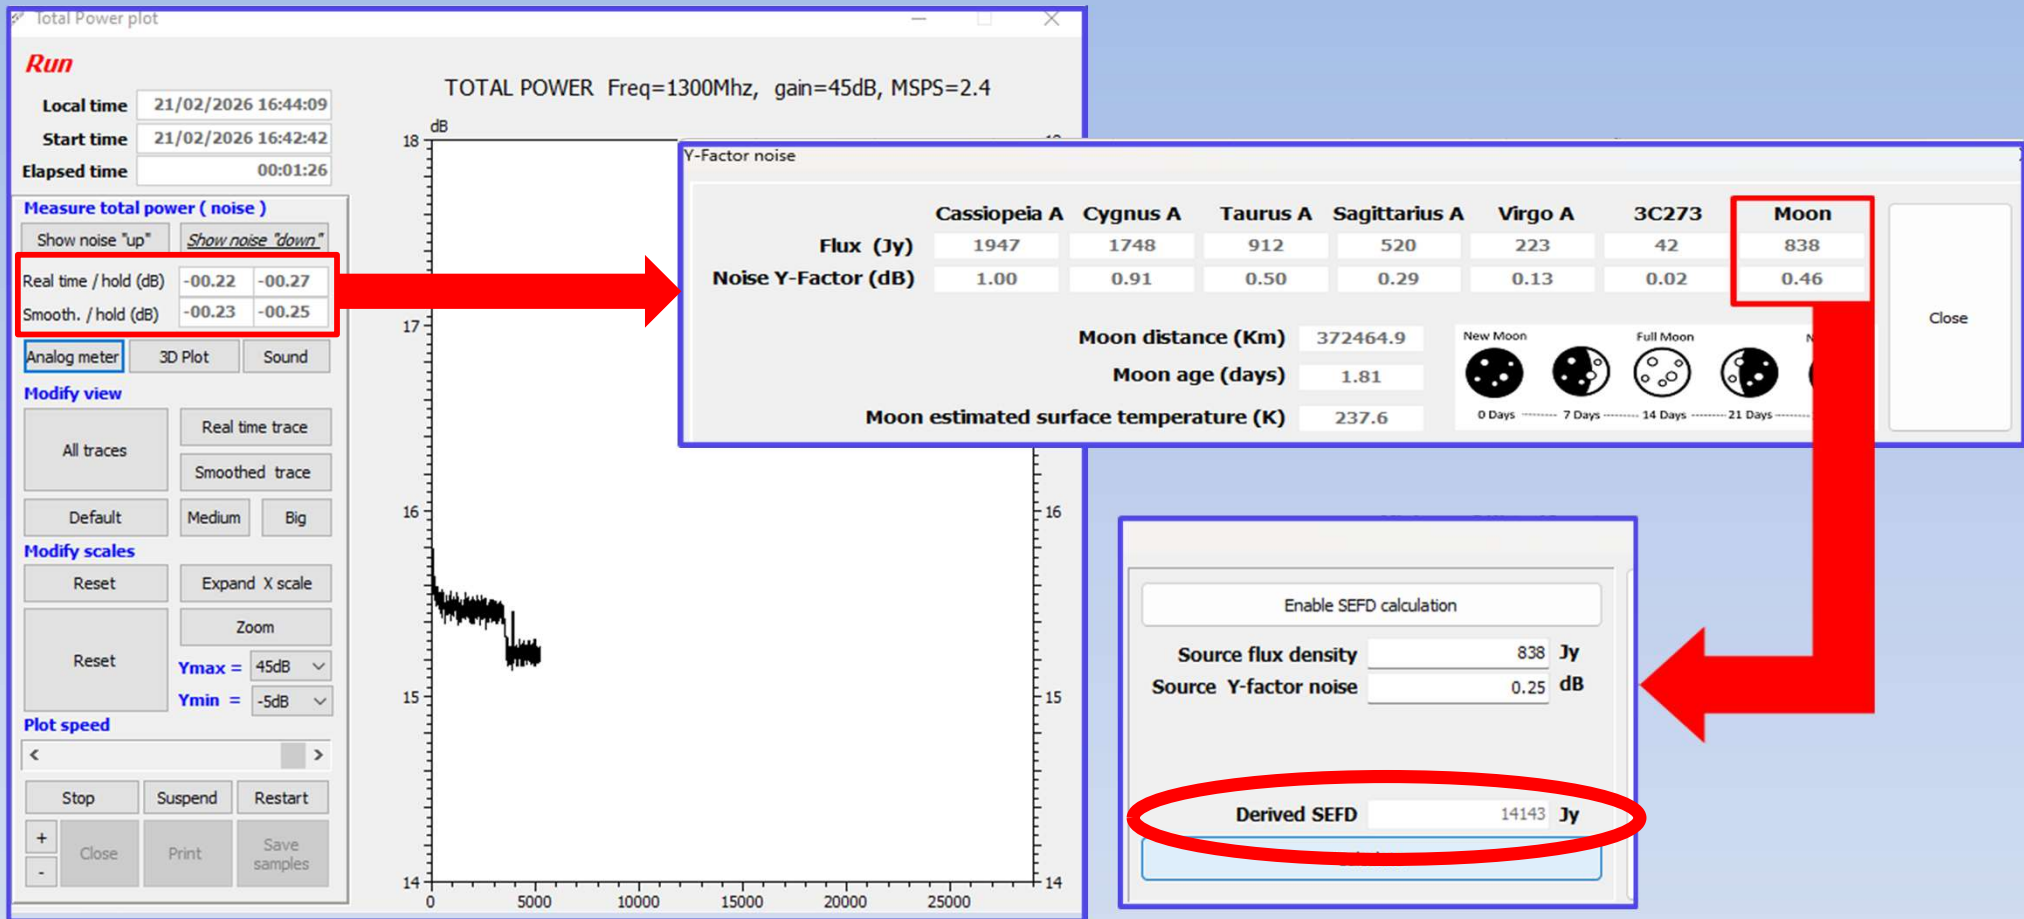 Total Power plot
Run
Local time 21/02/2026 16:44:09
Start time 21/02/2026 16:42:42
Elapsed time 00:01:26
Measure total power ( noise )
Show noise "up" Show noise "down"
Real time / hold (dB) -00.22 -00.27
Smooth. / hold (dB) -00.23 -00.25
Analog meter 3D Plot Sound
Modify view
All traces
Real time trace
Smoothed trace
Default Medium Big
Modify scales
Reset Expand X scale
Zoom
Reset
Ymax = 45dB
Ymin = -5dB
Plot speed
< >
Stop Suspend Restart
+
-
Close Print Save samples
TOTAL POWER Freq=1300Mhz, gain=45dB, MSPS=2.4
dB
18
17
16 16
15 15
14 14
0 5000 10000 15000 20000 25000
Y-Factor noise
Cassiopeia A Cygnus A Taurus A Sagittarius A Virgo A 3C273 Moon
Flux (Jy) 1947 1748 912 520 223 42 838
Noise Y-Factor (dB) 1.00 0.91 0.50 0.29 0.13 0.02 0.46
Moon distance (Km) 372464.9
Moon age (days) 1.81
Moon estimated surface temperature (K) 237.6
New Moon Full Moon
0 Days 7 Days 14 Days 21 Days
Close
Enable SEFD calculation
Source flux density 838 Jy
Source Y-factor noise 0.25 dB
Derived SEFD 14143 Jy